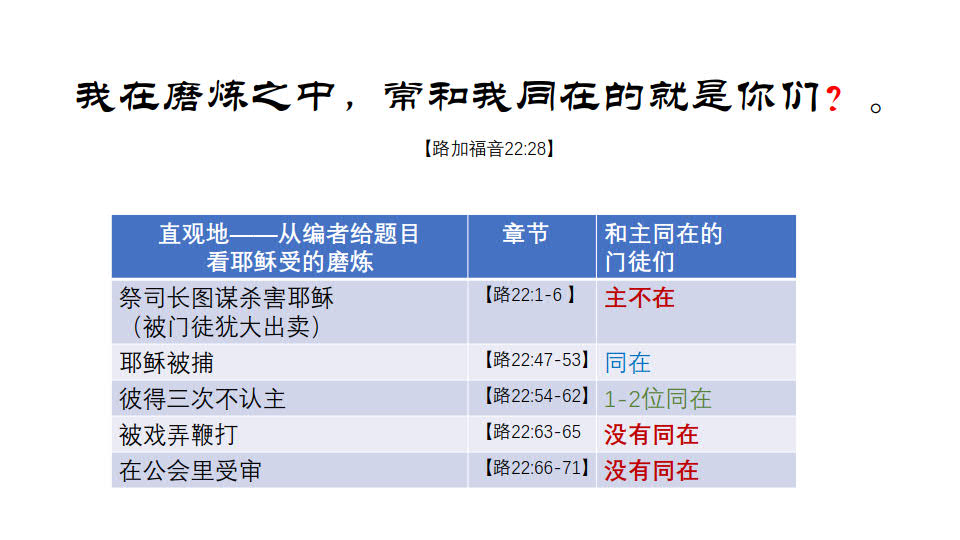 我在磨炼之中，常和我同在的就是你们? 。
【路加福音22:28】
直观地——从编者给题目
看耶稣受的磨炼
章节
和主同在的
门徒们
祭司长图谋杀害耶稣
（被门徒犹大出卖）
【路22:1-6 】
主不在
耶稣被捕
【路22:47-53】
同在
彼得三次不认主
【路22:54-62】
1-2位同在
被戏弄鞭打
【路22:63-65
没有同在
在公会里受审
【路22:66-71】
没有同在